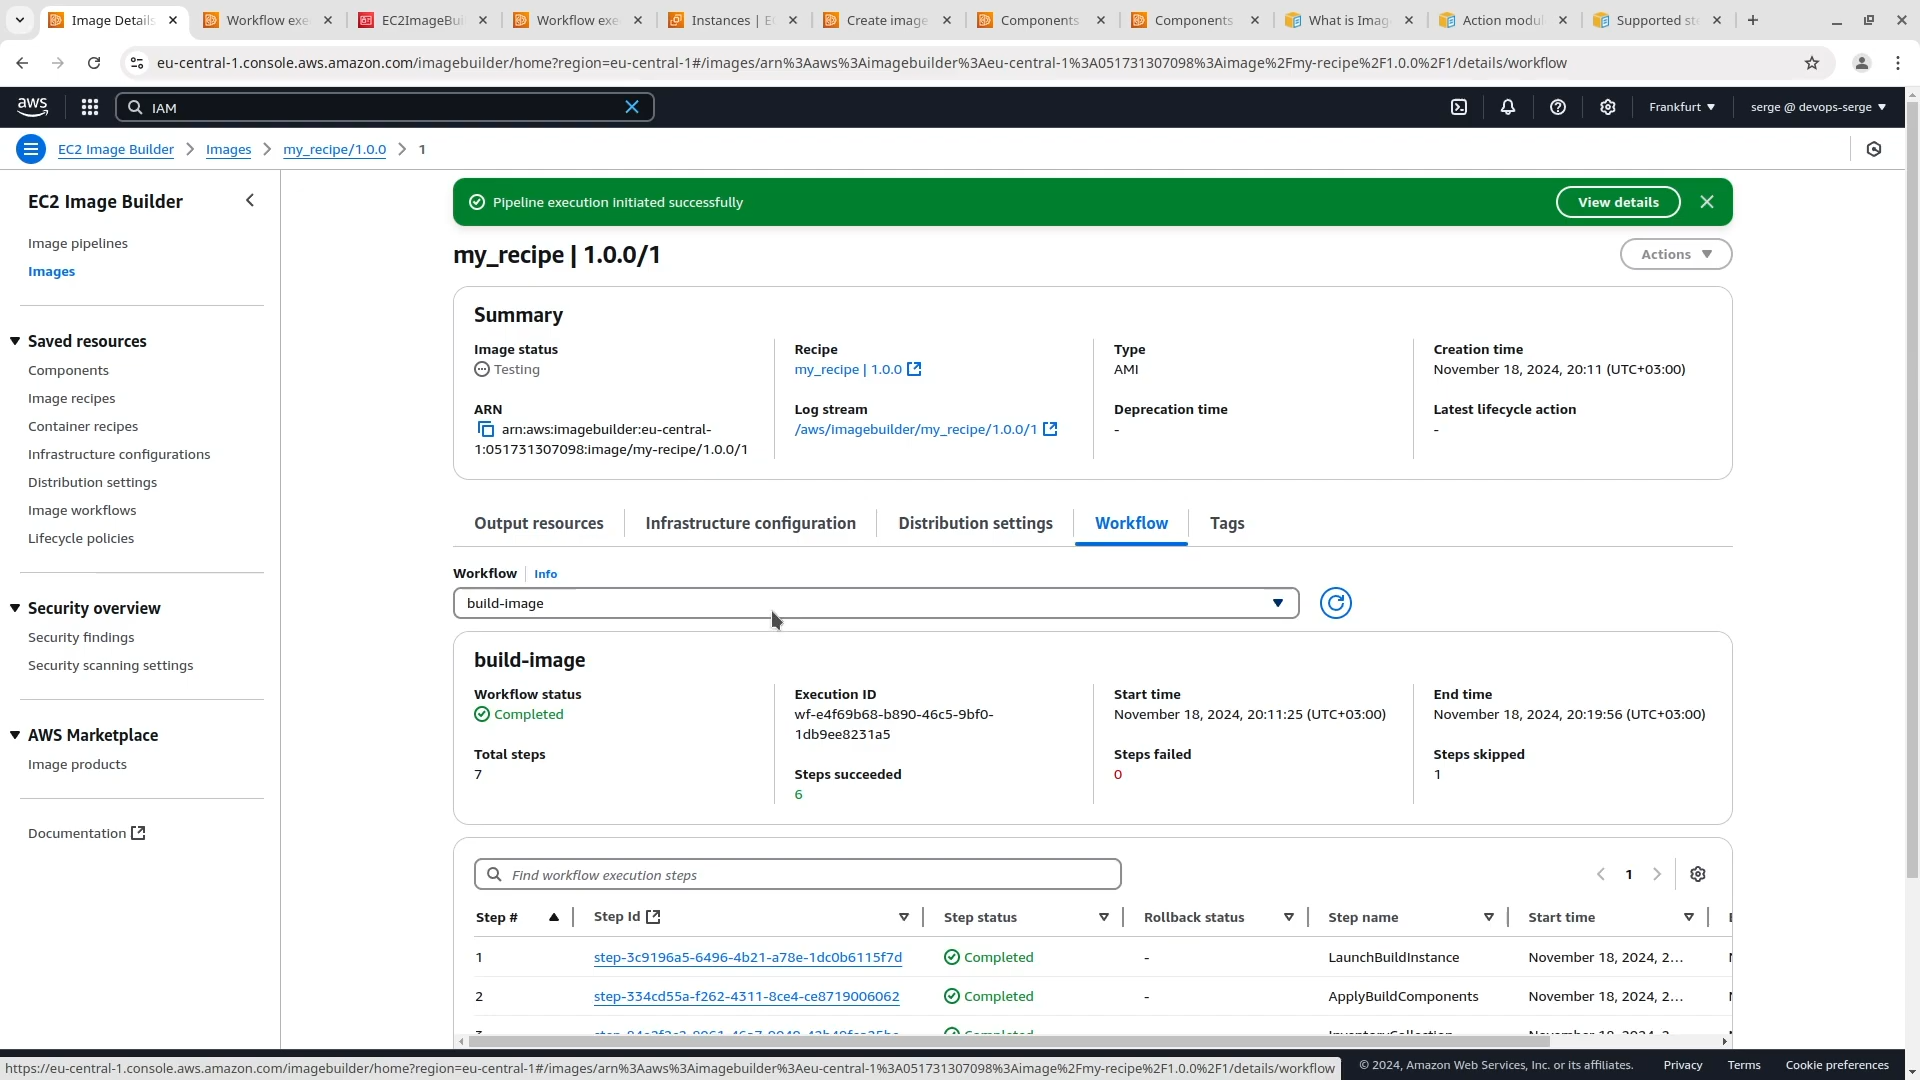 Image Details
Workflow exe
EC2ImageBui
Workflow exe
Instances | E
Create image
Components
Components
What is Imag
Action modu
Supported st
eu-central-1.console.aws.amazon.com/imagebuilder/home?region=eu-central-1#/images/arn%3Aaws%3Aimagebuilder%3Aeu-central-1%3A051731307098%3Aimage%2Fmy-recipe%2F1.0.0%2F1/details/workflow
aws
IAM
Frankfurt
serge @ devops-serge
EC2 Image Builder
Images
my_recipe/1.0.0
1
EC2 Image Builder
Image pipelines
Images
Saved resources
Components
Image recipes
Container recipes
Infrastructure configurations
Distribution settings
Image workflows
Lifecycle policies
Security overview
Security findings
Security scanning settings
AWS Marketplace
Image products
Documentation
Pipeline execution initiated successfully
View details
my_recipe | 1.0.0/1
Actions
Summary
Image status
Testing
Recipe
my_recipe | 1.0.0
Type
AMI
Creation time
November 18, 2024, 20:11 (UTC+03:00)
ARN
arn:aws:imagebuilder:eu-central-
1:051731307098:image/my-recipe/1.0.0/1
Log stream
/aws/imagebuilder/my_recipe/1.0.0/1
Deprecation time
-
Latest lifecycle action
-
Output resources
Infrastructure configuration
Distribution settings
Workflow
Tags
Workflow
Info
build-image
build-image
Workflow status
Completed
Execution ID
wf-e4f69b68-b890-46c5-9bf0-
1db9ee8231a5
Start time
November 18, 2024, 20:11:25 (UTC+03:00)
End time
November 18, 2024, 20:19:56 (UTC+03:00)
Total steps
7
Steps succeeded
6
Steps failed
0
Steps skipped
1
Find workflow execution steps
1
Step #
Step Id
Step status
Rollback status
Step name
Start time
1
step-3c9196a5-6496-4b21-a78e-1dc0b6115f7d
Completed
-
LaunchBuildInstance
November 18, 2024, 2...
2
step-334cd55a-f262-4311-8ce4-ce8719006062
Completed
-
ApplyBuildComponents
November 18, 2024, 2...
https://eu-central-1.console.aws.amazon.com/imagebuilder/home?region=eu-central-1#/images/arn%3Aaws%3Aimagebuilder%3Aeu-central-1%3A051731307098%3Aimage%2Fmy-recipe%2F1.0.0%2F1/details/workflow
© 2024, Amazon Web Services, Inc. or its affiliates.
Privacy
Terms
Cookie preferences